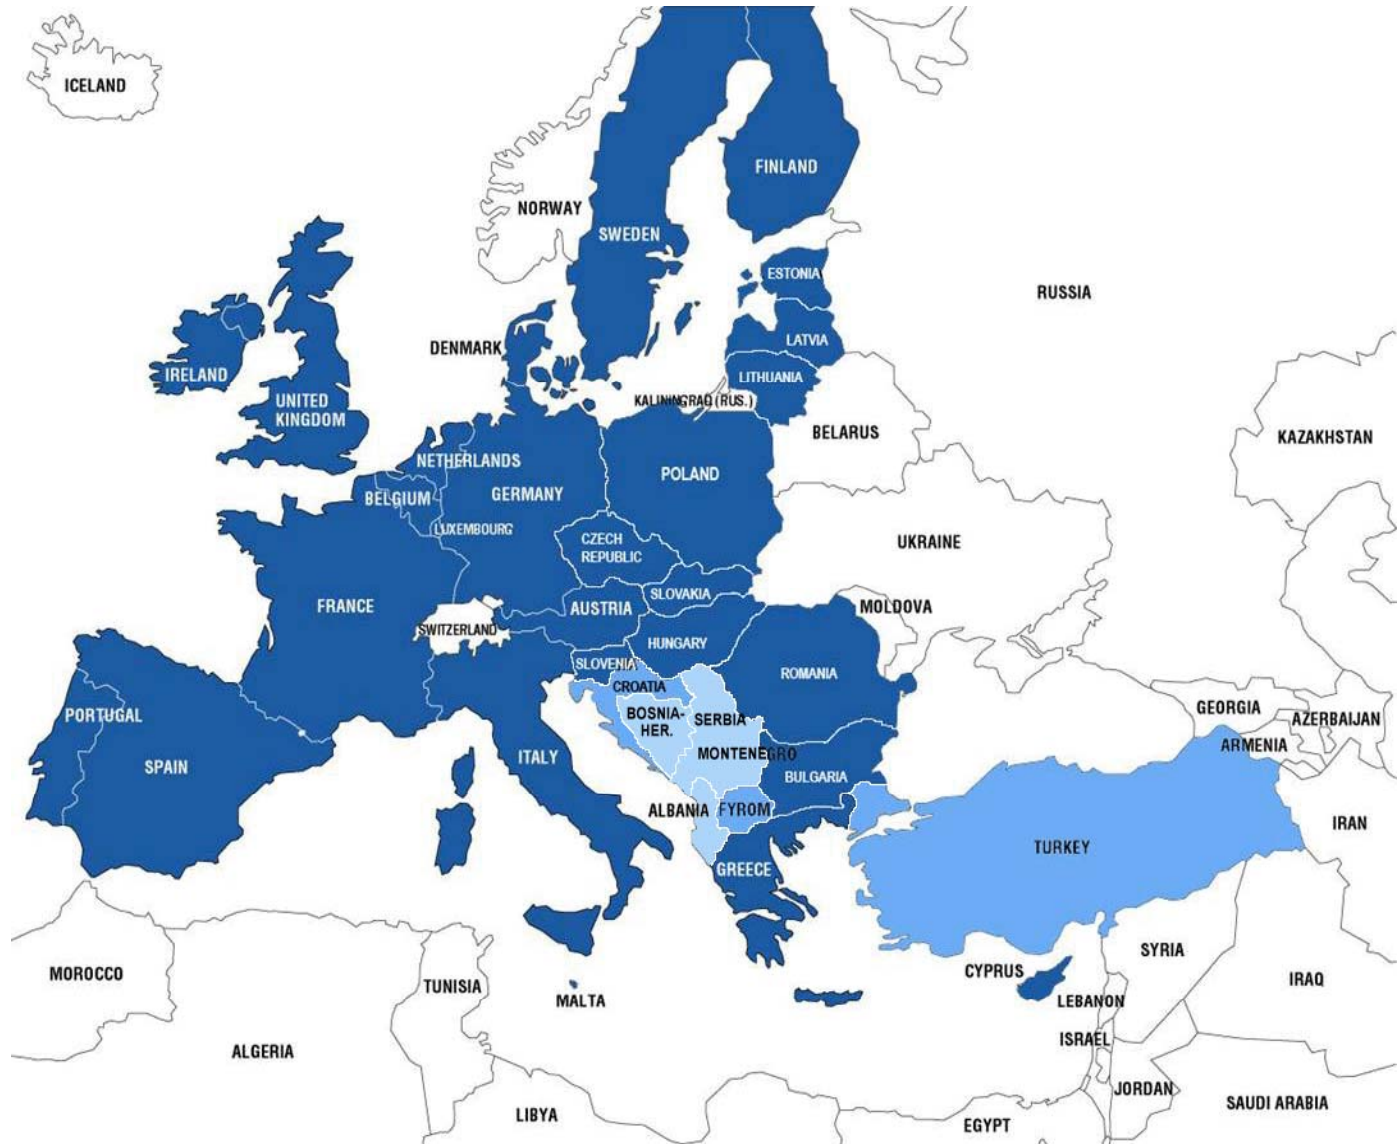 ICELAND
FINLAND
NORWAY
SWEDEN
ESTONIA
RUSSIA
LATVIA
DENMARK
IRELAND
LITHUANIA
UNITED
KINGDOM
KALININGRAD (RUS.)
BELARUS
KAZAKHSTAN
NETHERLANDS
POLAND
BELGIUM
GERMANY
LUXEMBOURG
CZECH
REPUBLIC
UKRAINE
SLOVAKIA
FRANCE
AUSTRIA
MOLDOVA
SWITZERLAND
HUNGARY
SLOVENIA
ROMANIA
CROATIA
PORTUGAL
BOSNIA-
HER.
SERBIA
GEORGIA
AZERBAIJAN
ARMENIA
MONTENEGRO
ITALY
SPAIN
BULGARIA
ALBANIA
FYROM
IRAN
TURKEY
GREECE
SYRIA
MOROCCO
CYPRUS
IRAQ
TUNISIA
MALTA
LEBANON
ISRAEL
ALGERIA
JORDAN
SAUDI ARABIA
LIBYA
EGYPT